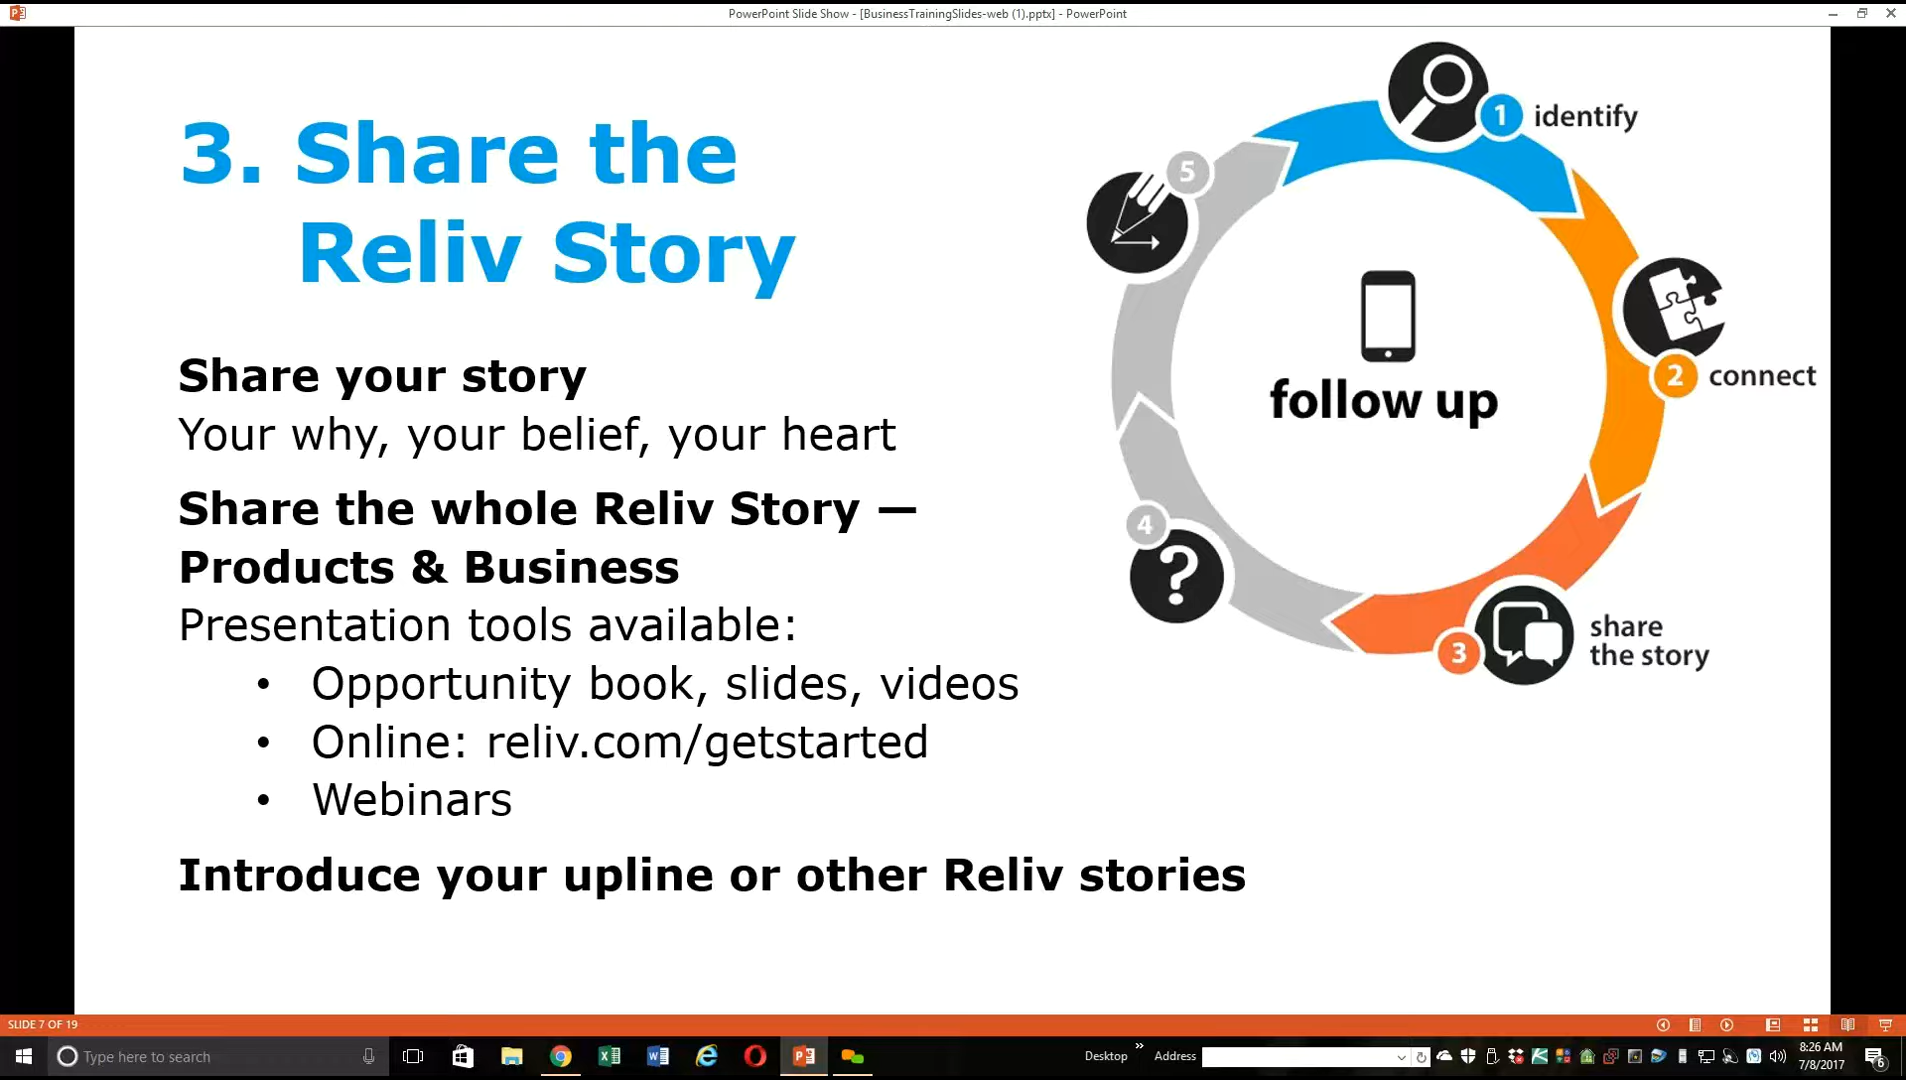 PowerPoint Slide Show - [BusinessTrainingSlides-web (1).pptx] - PowerPoint
3. Share the
Reliv Story
Share your story
Your why, your belief, your heart
Share the whole Reliv Story —
Products & Business
Presentation tools available:
• Opportunity book, slides, videos
• Online: reliv.com/getstarted
• Webinars
Introduce your upline or other Reliv stories
1 identify
2 connect
3 share
the story
4
5
follow up
SLIDE 7 OF 19
Type here to search
Desktop
Address
8:26 AM
7/8/2017
6